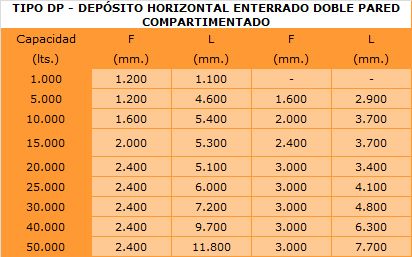 TIPO DP - DEPÓSITO HORIZONTAL ENTERRADO DOBLE PARED
COMPARTIMENTADO
Capacidad F L F L
(lts.) (mm.) (mm.) (mm.) (mm.)
1.000 1.200 1.100 - -
5.000 1.200 4.600 1.600 2.900
10.000 1.600 5.400 2.000 3.700
15.000 2.000 5.300 2.400 3.700
20.000 2.400 5.100 3.000 3.400
25.000 2.400 6.000 3.000 4.100
30.000 2.400 7.200 3.000 4.800
40.000 2.400 9.700 3.000 6.300
50.000 2.400 11.800 3.000 7.700